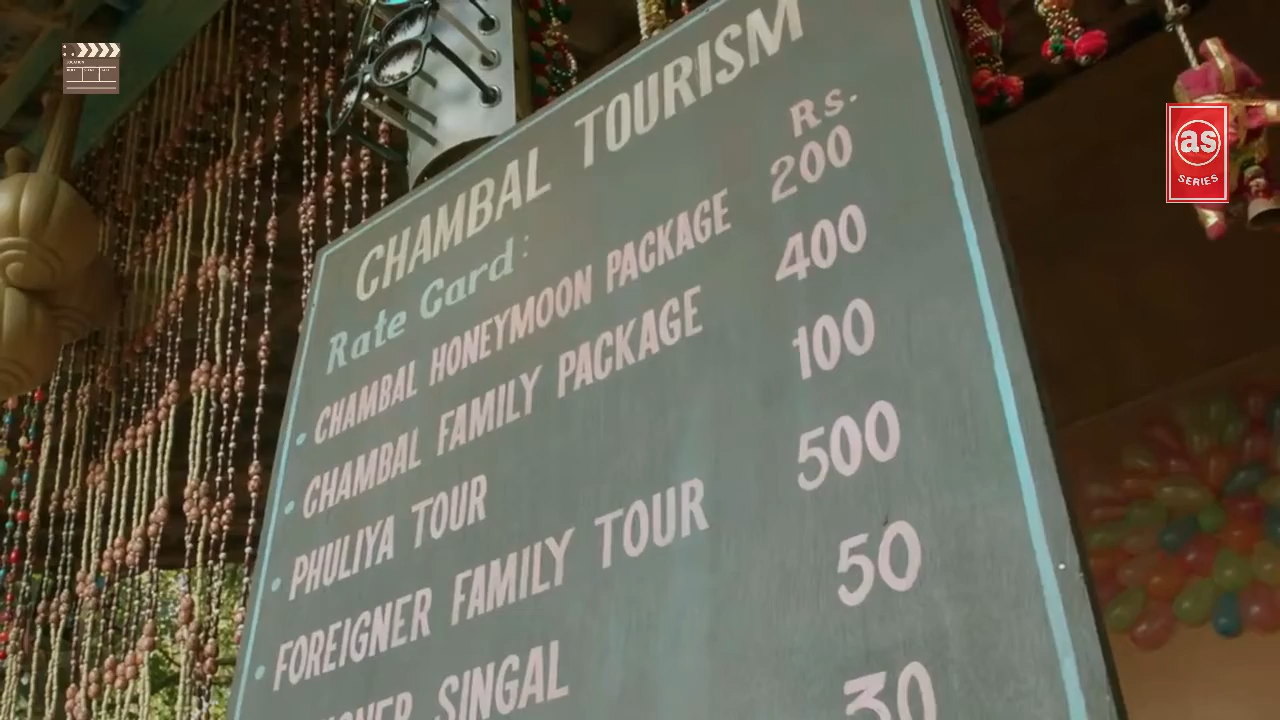 CHAMBAL TOURISM
Rate Card : Rs.
• CHAMBAL HONEYMOON PACKAGE 200
• CHAMBAL FAMILY PACKAGE 400
• PHULIYA TOUR 100
• FOREIGNER FAMILY TOUR 500
SINGAL 50
30
as
SERIES